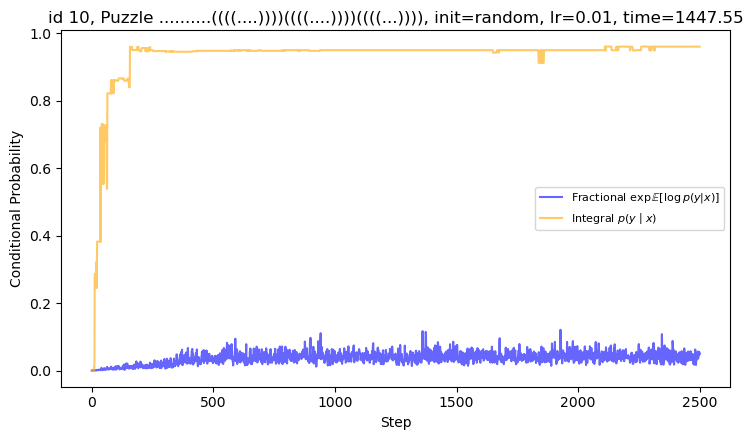 id 10, Puzzle ..........((((....))))((((....))))((((...)))), init=random, lr=0.01, time=1447.55
1.0
0.8
0.6
0.4
0.2
0.0
Conditional Probability
Fractional exp𝔼[log p(y|x)]
Integral p(y | x)
0
500
1000
1500
2000
2500
Step